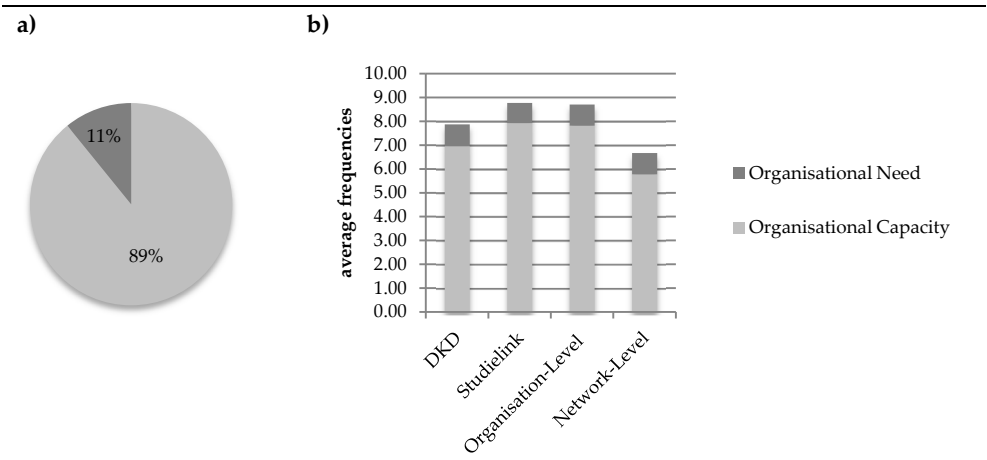 a)
b)
11%
89%
average frequencies
10.00
9.00
8.00
7.00
6.00
5.00
4.00
3.00
2.00
1.00
0.00
DKD
Studielink
Organisation-Level
Network-Level
Organisational Need
Organisational Capacity